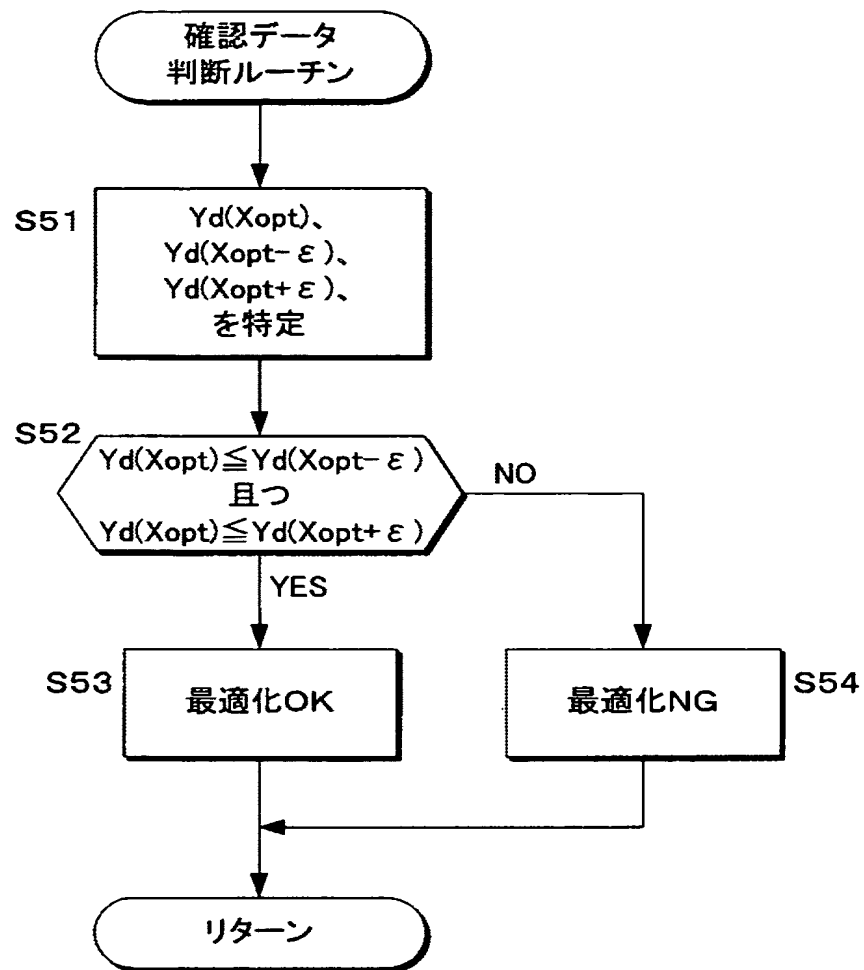 確認データ
判断ルーチン
S51
Yd(Xopt)、
Yd(Xopt-ε)、
Yd(Xopt+ε)、
を特定
S52
Yd(Xopt)≦Yd(Xopt-ε)
且つ
Yd(Xopt)≦Yd(Xopt+ε)
NO
YES
S53
最適化OK
最適化NG
S54
リターン